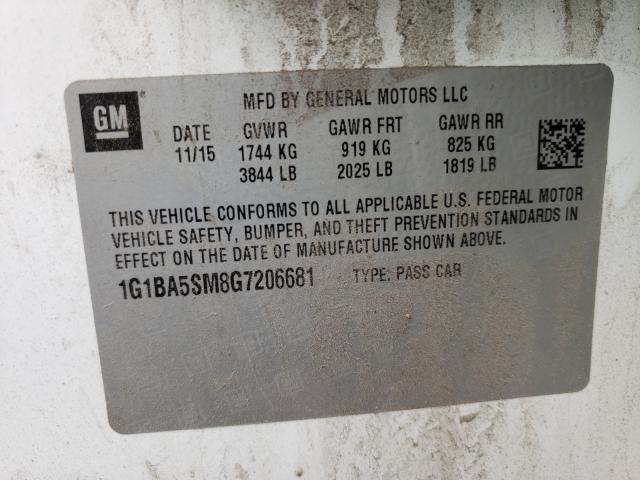 GM
MFD BY GENERAL MOTORS LLC
DATE GVWR GAWR FRT GAWR RR
11/15 1744 KG 919 KG 825 KG
3844 LB 2025 LB 1819 LB
THIS VEHICLE CONFORMS TO ALL APPLICABLE U.S. FEDERAL MOTOR
VEHICLE SAFETY, BUMPER, AND THEFT PREVENTION STANDARDS IN
EFFECT ON THE DATE OF MANUFACTURE SHOWN ABOVE.
1G1BA5SM8G7206681 TYPE: PASS CAR